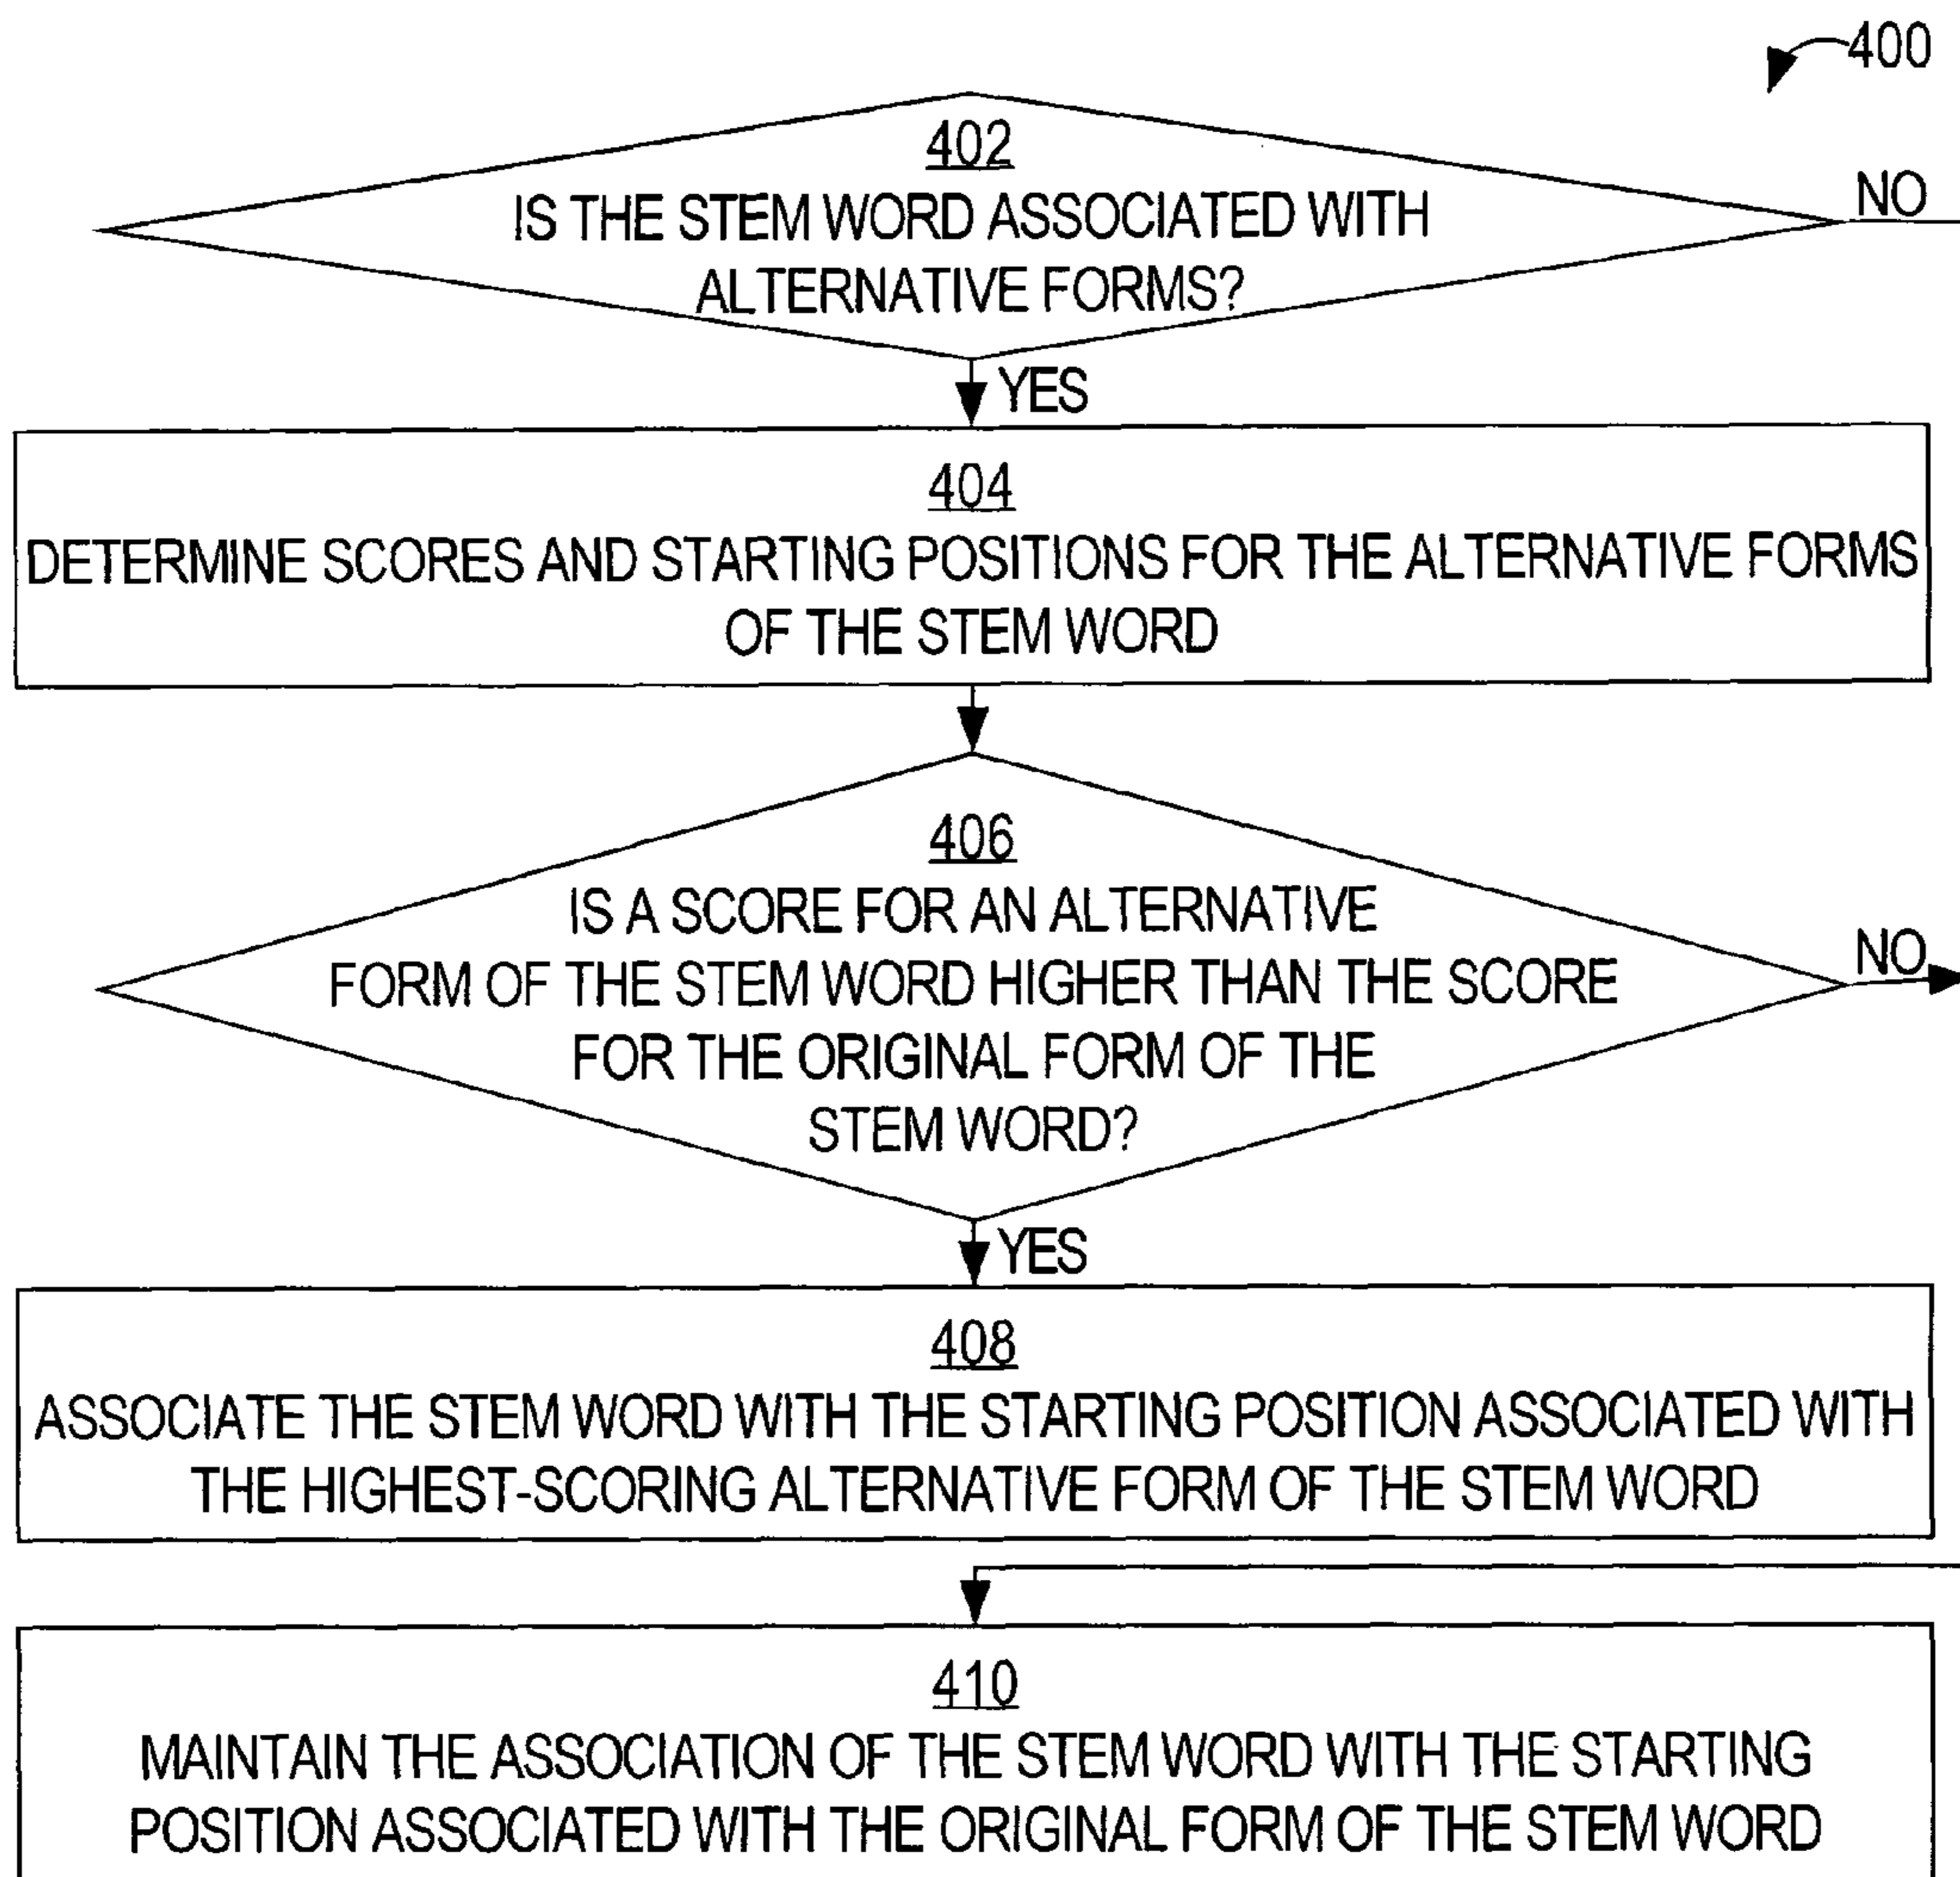 400
402
IS THE STEM WORD ASSOCIATED WITH
ALTERNATIVE FORMS?
NO
YES
404
DETERMINE SCORES AND STARTING POSITIONS FOR THE ALTERNATIVE FORMS
OF THE STEM WORD
406
IS A SCORE FOR AN ALTERNATIVE
FORM OF THE STEM WORD HIGHER THAN THE SCORE
FOR THE ORIGINAL FORM OF THE
STEM WORD?
NO
YES
408
ASSOCIATE THE STEM WORD WITH THE STARTING POSITION ASSOCIATED WITH
THE HIGHEST-SCORING ALTERNATIVE FORM OF THE STEM WORD
410
MAINTAIN THE ASSOCIATION OF THE STEM WORD WITH THE STARTING
POSITION ASSOCIATED WITH THE ORIGINAL FORM OF THE STEM WORD